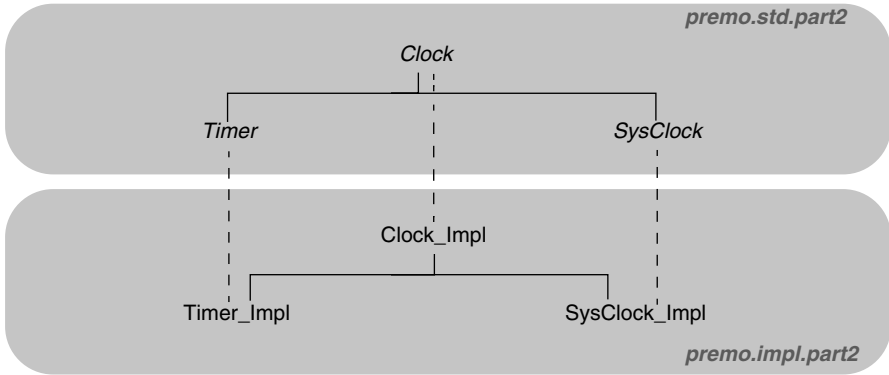 premo.std.part2
Clock
Timer
SysClock
Clock_Impl
Timer_Impl
SysClock_Impl
premo.impl.part2